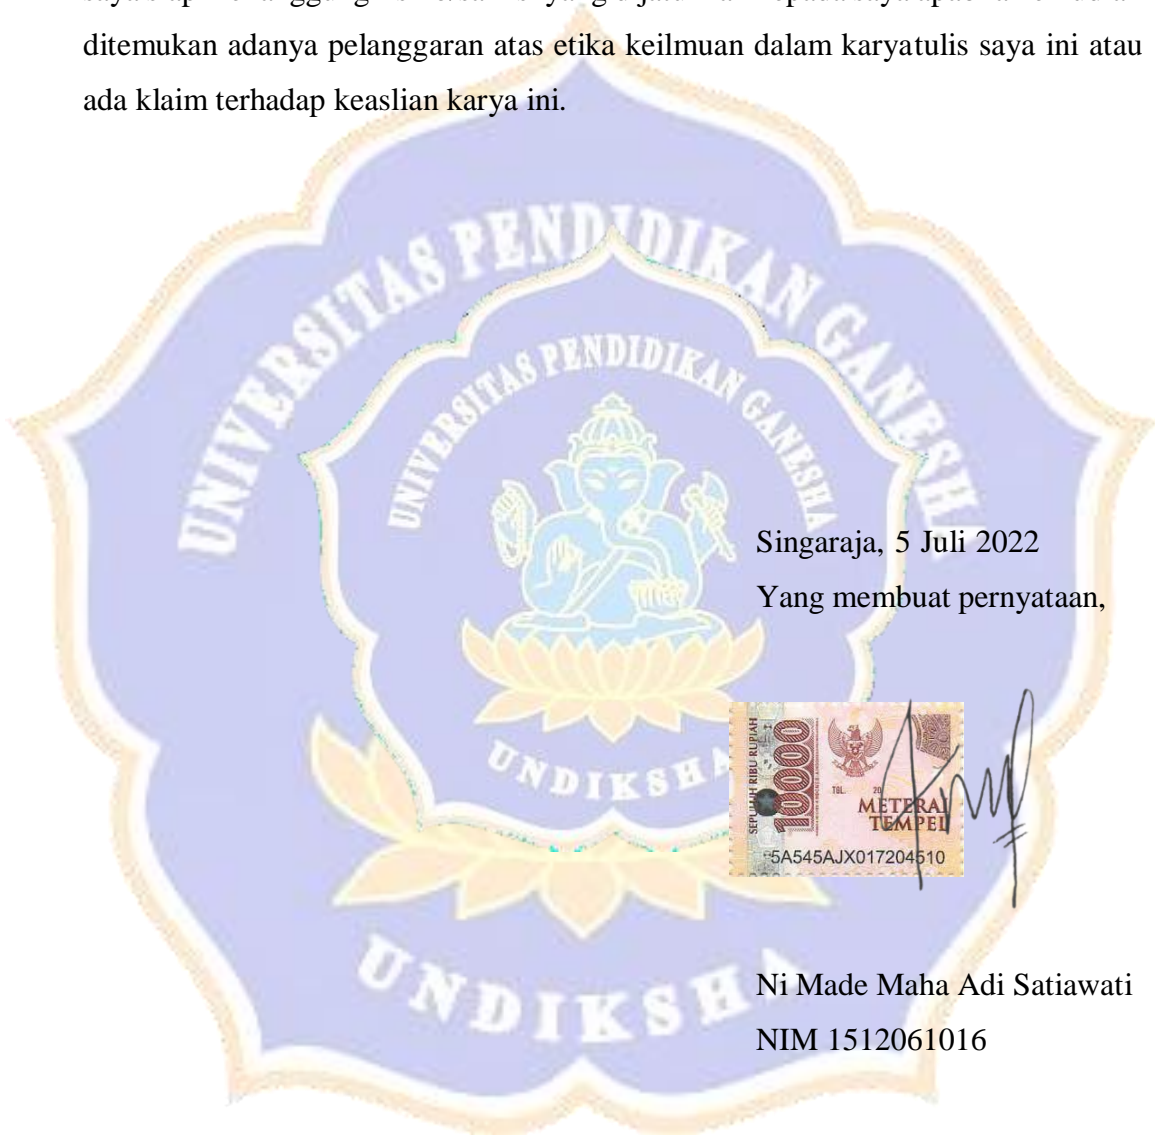 ditemukan adanya pelanggaran atas etika keilmuan dalam karyatulis saya ini atau
ada klaim terhadap keaslian karya ini.
UNIVERSITAS PENDIDIKAN GANESHA
UNIVERSITAS PENDIDIKAN GANESHA
Singaraja, 5 Juli 2022
Yang membuat pernyataan,
UNDIKSHA
SEPULUH RIBU RUPIAH
10000
TGL. 20
METERAI
TEMPEL
5A545AJX017204510
UNDIKSHA
Ni Made Maha Adi Satiawati
NIM 1512061016